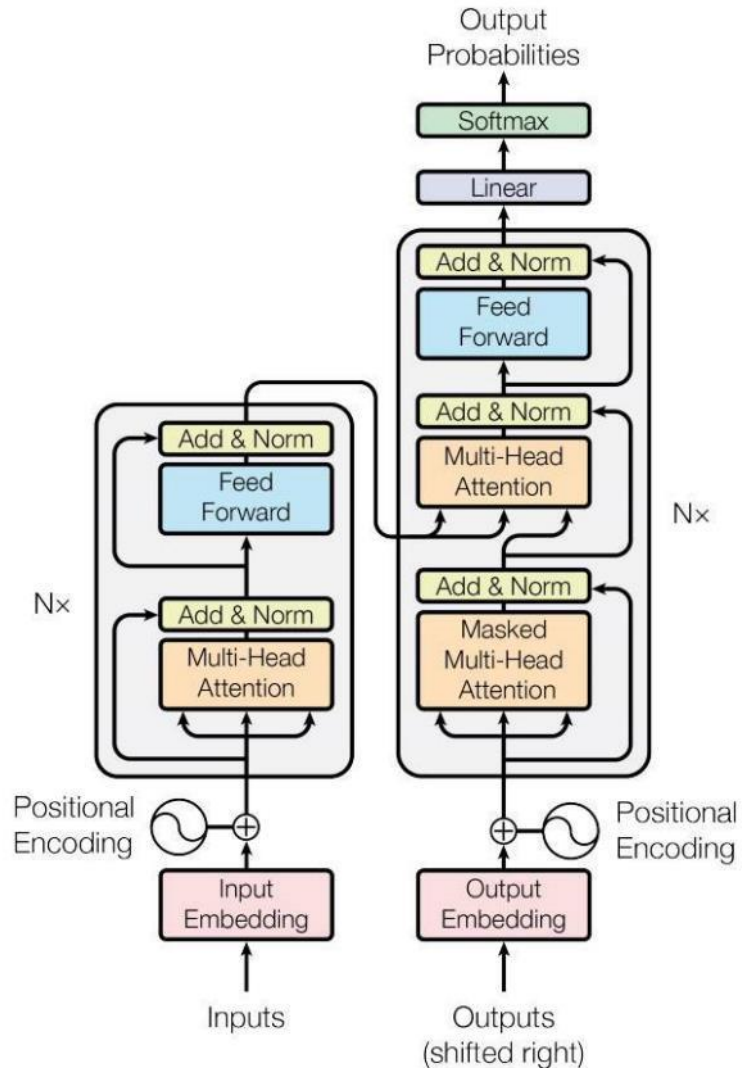 Output
Probabilities
Softmax
Linear
Add & Norm
Feed
Forward
Add & Norm
Multi-Head
Attention
Add & Norm
Masked
Multi-Head
Attention
N×
Add & Norm
Feed
Forward
Add & Norm
Multi-Head
Attention
N×
Positional
Encoding
Positional
Encoding
Input
Embedding
Output
Embedding
Inputs
Outputs
(shifted right)